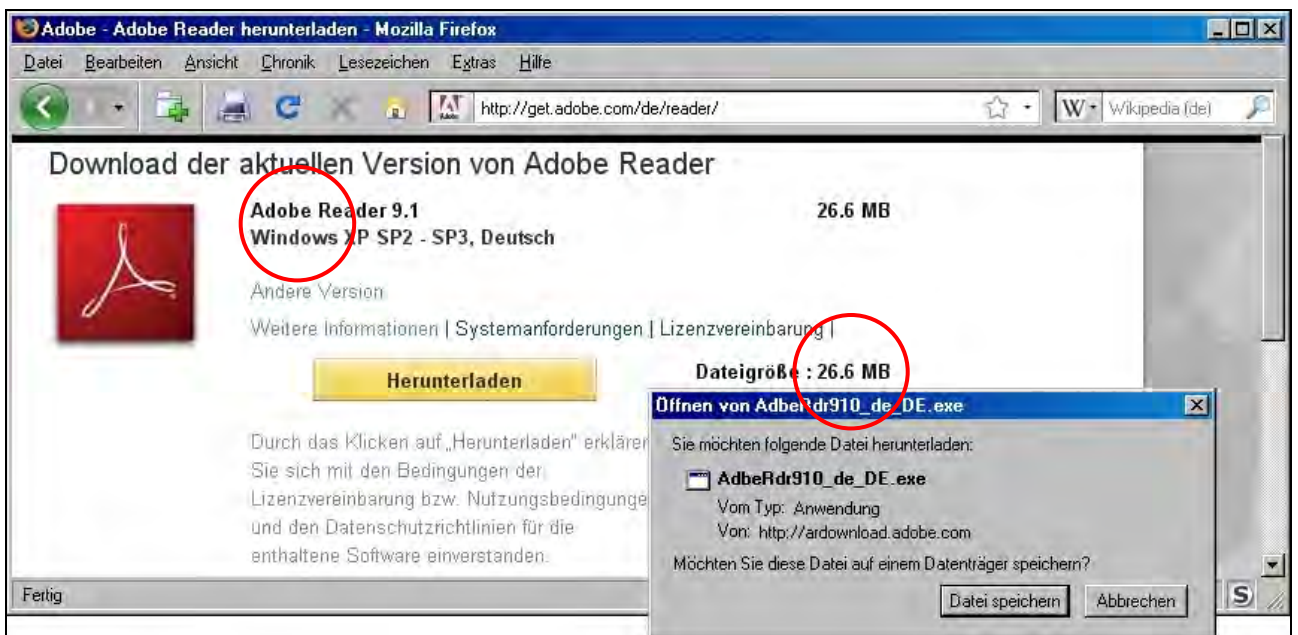 Adobe - Adobe Reader herunterladen - Mozilla Firefox
Datei Bearbeiten Ansicht Chronik Lesezeichen Extras Hilfe
http://get.adobe.com/de/reader/ W Wikipedia (de)
Download der aktuellen Version von Adobe Reader
Adobe Reader 9.1 26.6 MB
Windows XP SP2 - SP3, Deutsch
Andere Version
Weitere Informationen | Systemanforderungen | Lizenzvereinbarung |
Herunterladen
Dateigröße : 26.6 MB
Durch das Klicken auf „Herunterladen" erklären
Sie sich mit den Bedingungen der
Lizenzvereinbarung bzw. Nutzungsbedingunge
und den Datenschutzrichtlinien für die
enthaltene Software einverstanden.
Öffnen von AdbeRdr910_de_DE.exe
Sie möchten folgende Datei herunterladen:
AdbeRdr910_de_DE.exe
Vom Typ: Anwendung
Von: http://ardownload.adobe.com
Möchten Sie diese Datei auf einem Datenträger speichern?
Datei speichern Abbrechen
Fertig S